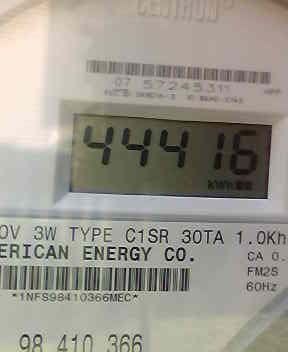 CENTRON
07 57245311
44416
kWh
0V 3W TYPE C1SR 30TA 1.0Kh
ERICAN ENERGY CO.
CA 0.
FM2S
60Hz
*1NFS98410366MEC*
98 410 366